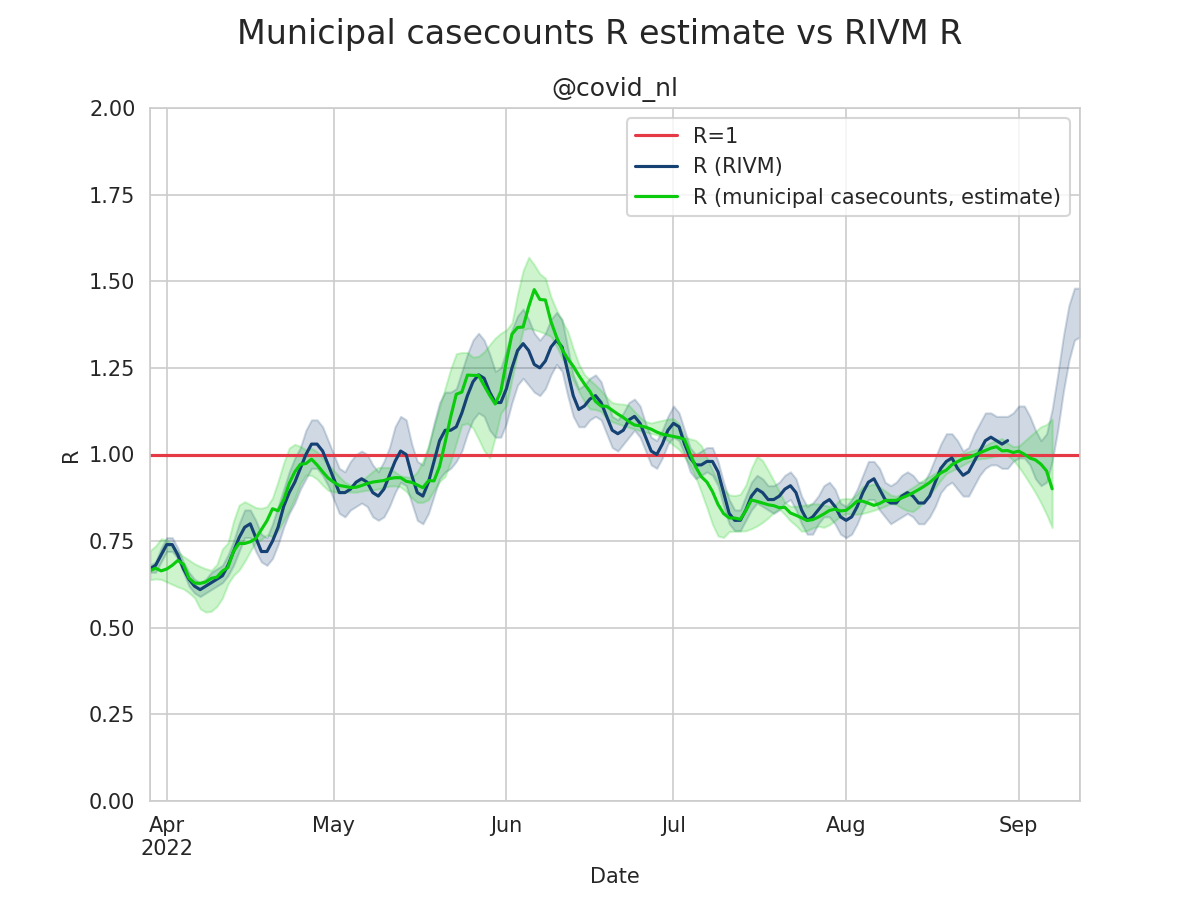 Municipal casecounts R estimate vs RIVM R
@covid_nl
R=1
R (RIVM)
R (municipal casecounts, estimate)
2.00
1.75
1.50
1.25
1.00
0.75
0.50
0.25
0.00
R
Apr May Jun Jul Aug Sep
2022
Date